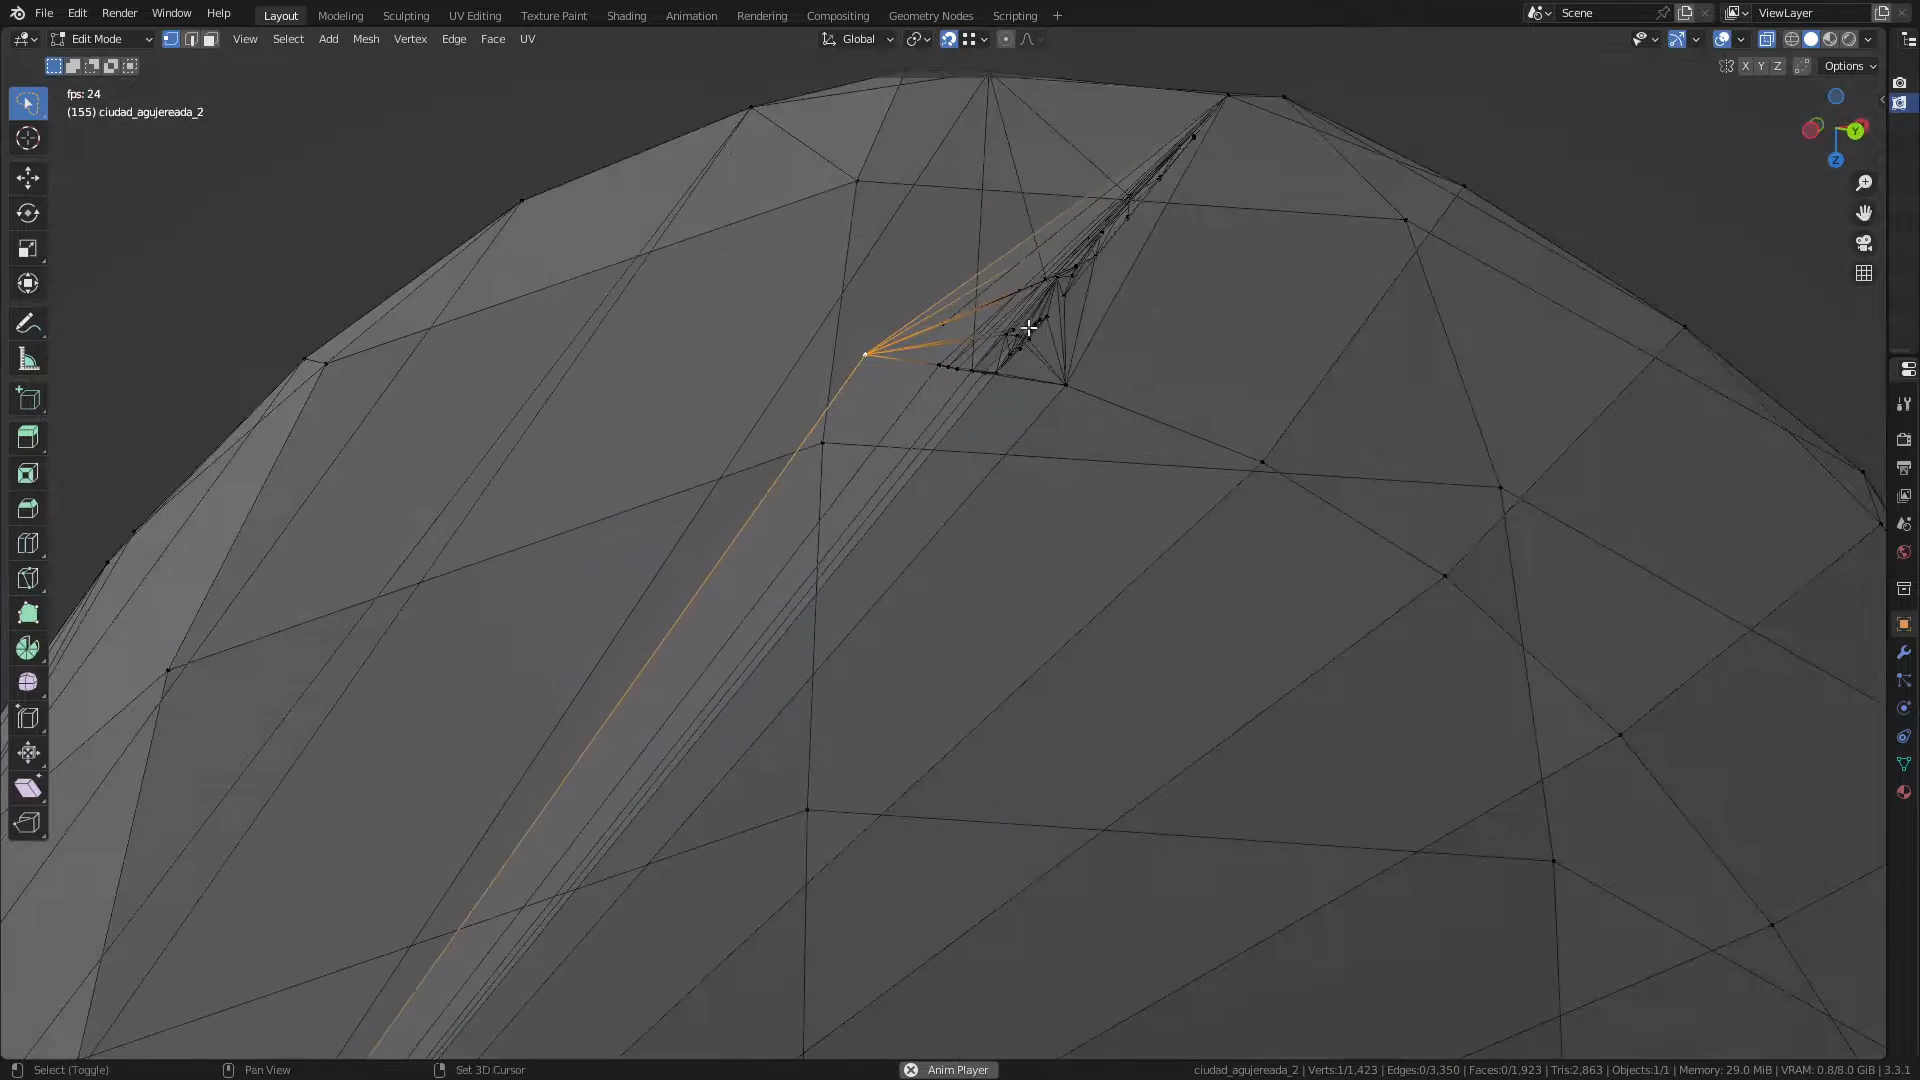 File Edit Render Window Help Layout Modeling Sculpting UV Editing Texture Paint Shading Animation Rendering Compositing Geometry Nodes Scripting + Scene ViewLayer
Edit Mode View Select Add Mesh Vertex Edge Face UV Global
X Y Z Options
fps: 24
(155) ciudad_agujereada_2
Y
Z
Select (Toggle) Pan View Set 3D Cursor Anim Player ciudad_agujereada_2 | Verts:1/1,423 | Edges:0/3,350 | Faces:0/1,923 | Tris:2,863 | Objects:1/1 | Memory: 29.0 MiB | VRAM: 0.8/8.0 GiB | 3.3.1